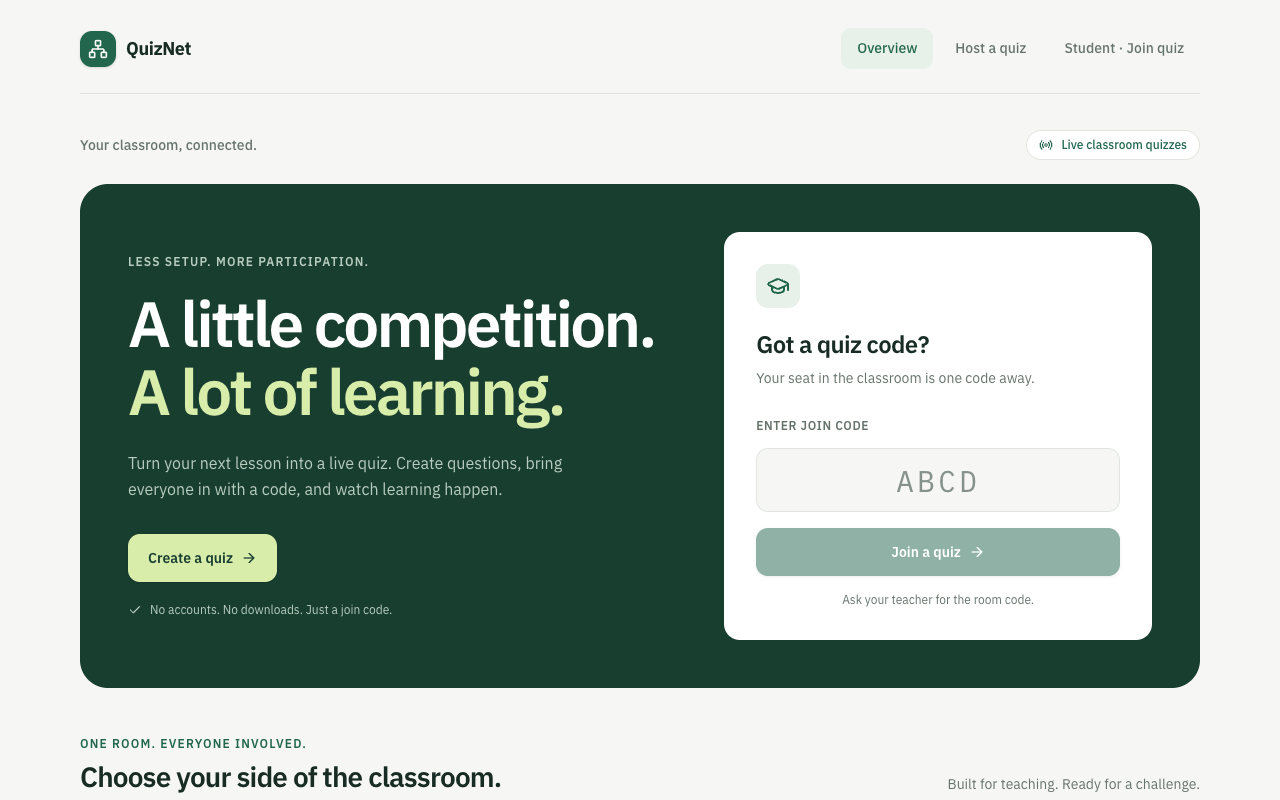 QuizNet
Overview
Host a quiz
Student · Join quiz
Your classroom, connected.
Live classroom quizzes
LESS SETUP. MORE PARTICIPATION.
A little competition.
A lot of learning.
Turn your next lesson into a live quiz. Create questions, bring
everyone in with a code, and watch learning happen.
Create a quiz
No accounts. No downloads. Just a join code.
Got a quiz code?
Your seat in the classroom is one code away.
ENTER JOIN CODE
ABCD
Join a quiz
Ask your teacher for the room code.
ONE ROOM. EVERYONE INVOLVED.
Choose your side of the classroom.
Built for teaching. Ready for a challenge.